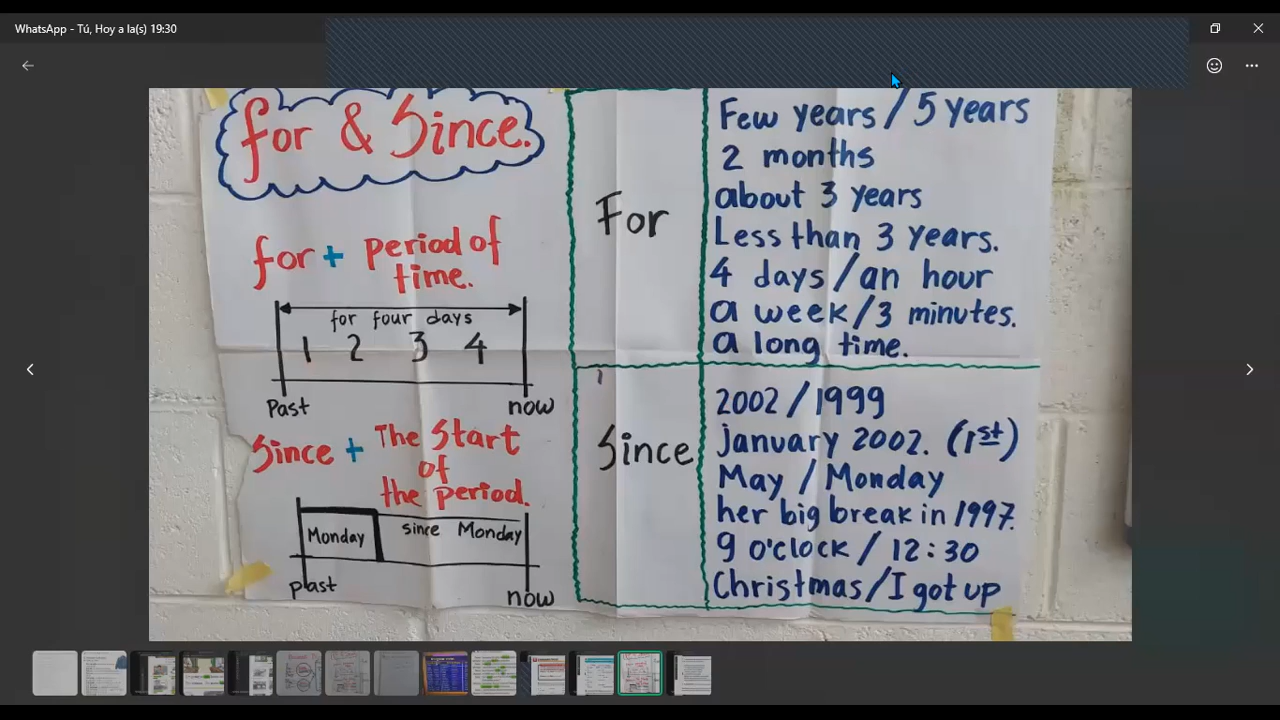 WhatsApp - Tú, Hoy a la(s) 19:30
for & Since.
for + period of
time.
for four days
1 2 3 4
Past now
Since + The Start
of
the period.
Monday since Monday
past now
For
Few years / 5 years
2 months
about 3 years
Less than 3 years.
4 days / an hour
a week / 3 minutes.
a long time.
Since
2002 / 1999
january 2002. (1st)
May / Monday
her big break in 1997.
9 o'clock / 12:30
Christmas / I got up